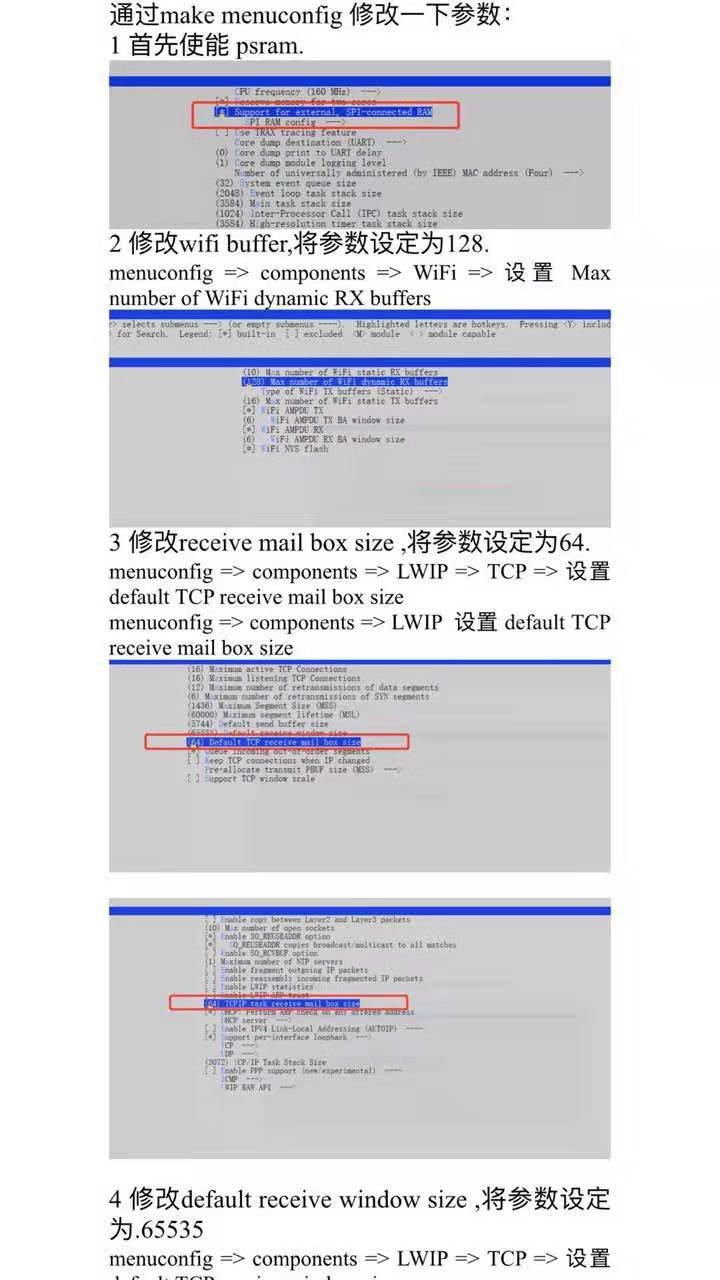 通过make menuconfig 修改一下参数：
1 首先使能 psram.
CPU frequency (160 MHz)  --->
[*] Reserve memory for two cores
[*] Support for external, SPI-connected RAM
SPI RAM config  --->
[ ] Use TRAX tracing feature
Core dump destination (UART)  --->
(0) Core dump print to UART delay
(1) Core dump module logging level
Number of universally administered (by IEEE) MAC address (Four)  --->
(32) System event queue size
(2048) Event loop task stack size
(3584) Main task stack size
(1024) Inter-Processor Call (IPC) task stack size
(3584) High-resolution timer task stack size
2 修改wifi buffer,将参数设定为128.
menuconfig => components => WiFi => 设置 Max
number of WiFi dynamic RX buffers
> selects submenus ---> (or empty submenus ----).  Highlighted letters are hotkeys.  Pressing <Y> includ
> for Search.  Legend: [*] built-in  [ ] excluded  <M> module  < > module capable
(10) Max number of WiFi static RX buffers
(128) Max number of WiFi dynamic RX buffers
Type of WiFi TX buffers (Static)  --->
(16) Max number of WiFi static TX buffers
[*] WiFi AMPDU TX
(6)   WiFi AMPDU TX BA window size
[*] WiFi AMPDU RX
(6)   WiFi AMPDU RX BA window size
[*] WiFi NVS flash
3 修改receive mail box size ,将参数设定为64.
menuconfig => components => LWIP => TCP => 设置
default TCP receive mail box size
menuconfig => components => LWIP 设置 default TCP
receive mail box size
(16) Maximum active TCP Connections
(16) Maximum listening TCP Connections
(12) Maximum number of retransmissions of data segments
(6) Maximum number of retransmissions of SYN segments
(1436) Maximum Segment Size (MSS)
(60000) Maximum segment lifetime (MSL)
(5744) Default send buffer size
(65535) Default receive window size
(64) Default TCP receive mail box size
[*] Queue incoming out-of-order segments
[ ] Keep TCP connections when IP changed
Pre-allocate transmit PBUF size (MSS)  --->
[ ] Support TCP window scale
[ ] Enable copy between Layer2 and Layer3 packets
(10) Max number of open sockets
[*] Enable SO_REUSEADDR option
[*]   SO_REUSEADDR copies broadcast/multicast to all matches
[ ] Enable SO_RCVBUF option
(1) Maximum number of NTP servers
[ ] Enable fragment outgoing IP packets
[ ] Enable reassembly incoming fragmented IP packets
[ ] Enable LWIP statistics
Enable LWIP ARP trust
(64) TCPIP task receive mail box size
[*] DHCP: Perform ARP check on any offered address
DHCP server  --->
[ ] Enable IPV4 Link-Local Addressing (AUTOIP)  ----
[*] Support per-interface loopback  --->
TCP  --->
UDP  --->
(3072) TCP/IP Task Stack Size
[ ] Enable PPP support (new/experimental)  ----
ICMP  --->
LWIP RAW API  --->
4 修改default receive window size ,将参数设定
为.65535
menuconfig => components => LWIP => TCP => 设置